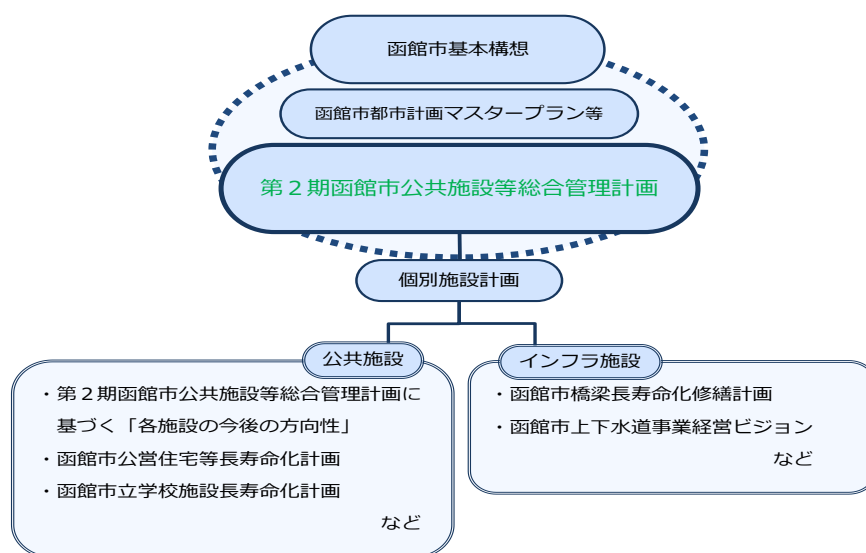 函館市基本構想
函館市都市計画マスタープラン等
第２期函館市公共施設等総合管理計画
個別施設計画
公共施設
・第２期函館市公共施設等総合管理計画に
基づく「各施設の今後の方向性」
・函館市公営住宅等長寿命化計画
・函館市立学校施設長寿命化計画
など
インフラ施設
・函館市橋梁長寿命化修繕計画
・函館市上下水道事業経営ビジョン
など